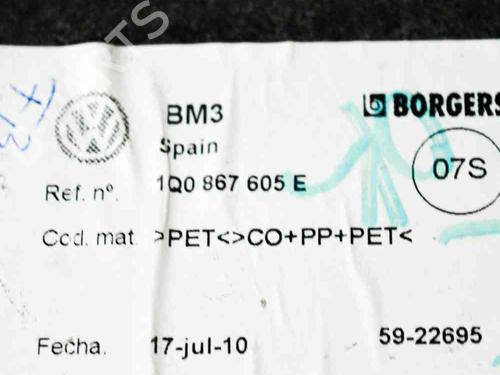 BM3
BORGERS
Spain
07S
Ref. nº. 1Q0 867 605 E
Cod. mat. >PET<>CO+PP+PET<
Fecha. 17-jul-10 59-22695